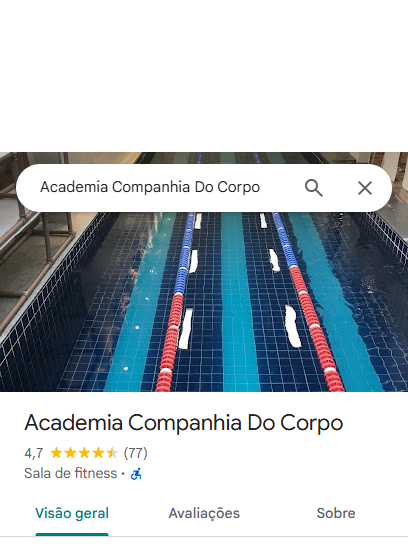 Academia Companhia Do Corpo
Academia Companhia Do Corpo
4,7 (77)
Sala de fitness ·
Visão geral Avaliações Sobre